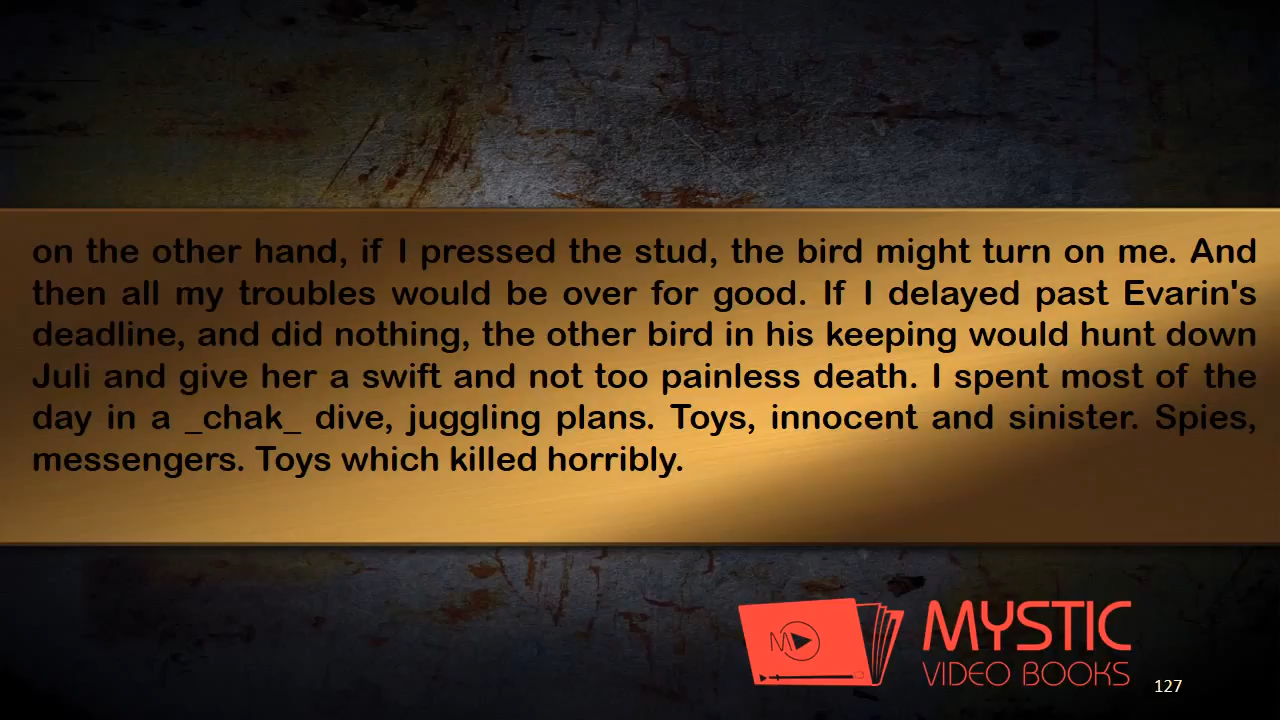 on the other hand, if I pressed the stud, the bird might turn on me. And
then all my troubles would be over for good. If I delayed past Evarin's
deadline, and did nothing, the other bird in his keeping would hunt down
Juli and give her a swift and not too painless death. I spent most of the
day in a _chak_ dive, juggling plans. Toys, innocent and sinister. Spies,
messengers. Toys which killed horribly.
MYSTIC
VIDEO BOOKS
127